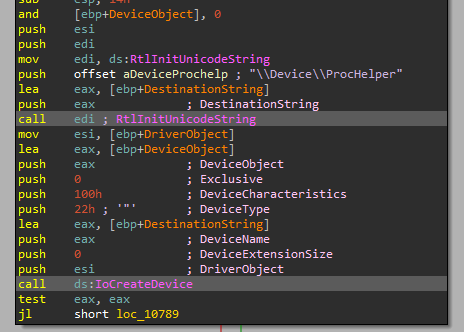 sub     esp, 14h
and     [ebp+DeviceObject], 0
push    esi
push    edi
mov     edi, ds:RtlInitUnicodeString
push    offset aDeviceProchelp ; "\\Device\\ProcHelper"
lea     eax, [ebp+DestinationString]
push    eax             ; DestinationString
call    edi ; RtlInitUnicodeString
mov     esi, [ebp+DriverObject]
lea     eax, [ebp+DeviceObject]
push    eax             ; DeviceObject
push    0               ; Exclusive
push    100h            ; DeviceCharacteristics
push    22h ; '"'       ; DeviceType
lea     eax, [ebp+DestinationString]
push    eax             ; DeviceName
push    0               ; DeviceExtensionSize
push    esi             ; DriverObject
call    ds:IoCreateDevice
test    eax, eax
jl      short loc_10789